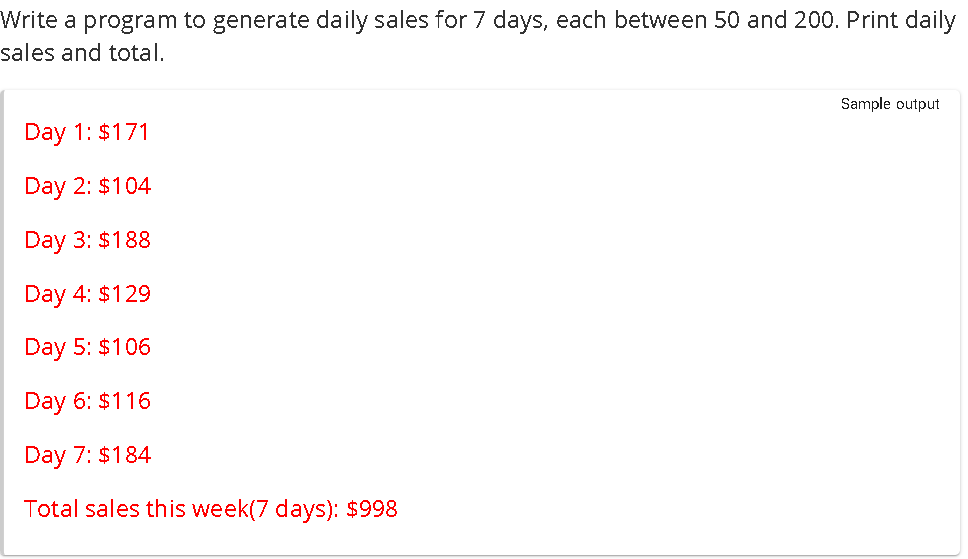 Write a program to generate daily sales for 7 days, each between 50 and 200. Print daily
sales and total.
Sample output
Day 1: $171
Day 2: $104
Day 3: $188
Day 4: $129
Day 5: $106
Day 6: $116
Day 7: $184
Total sales this week(7 days): $998